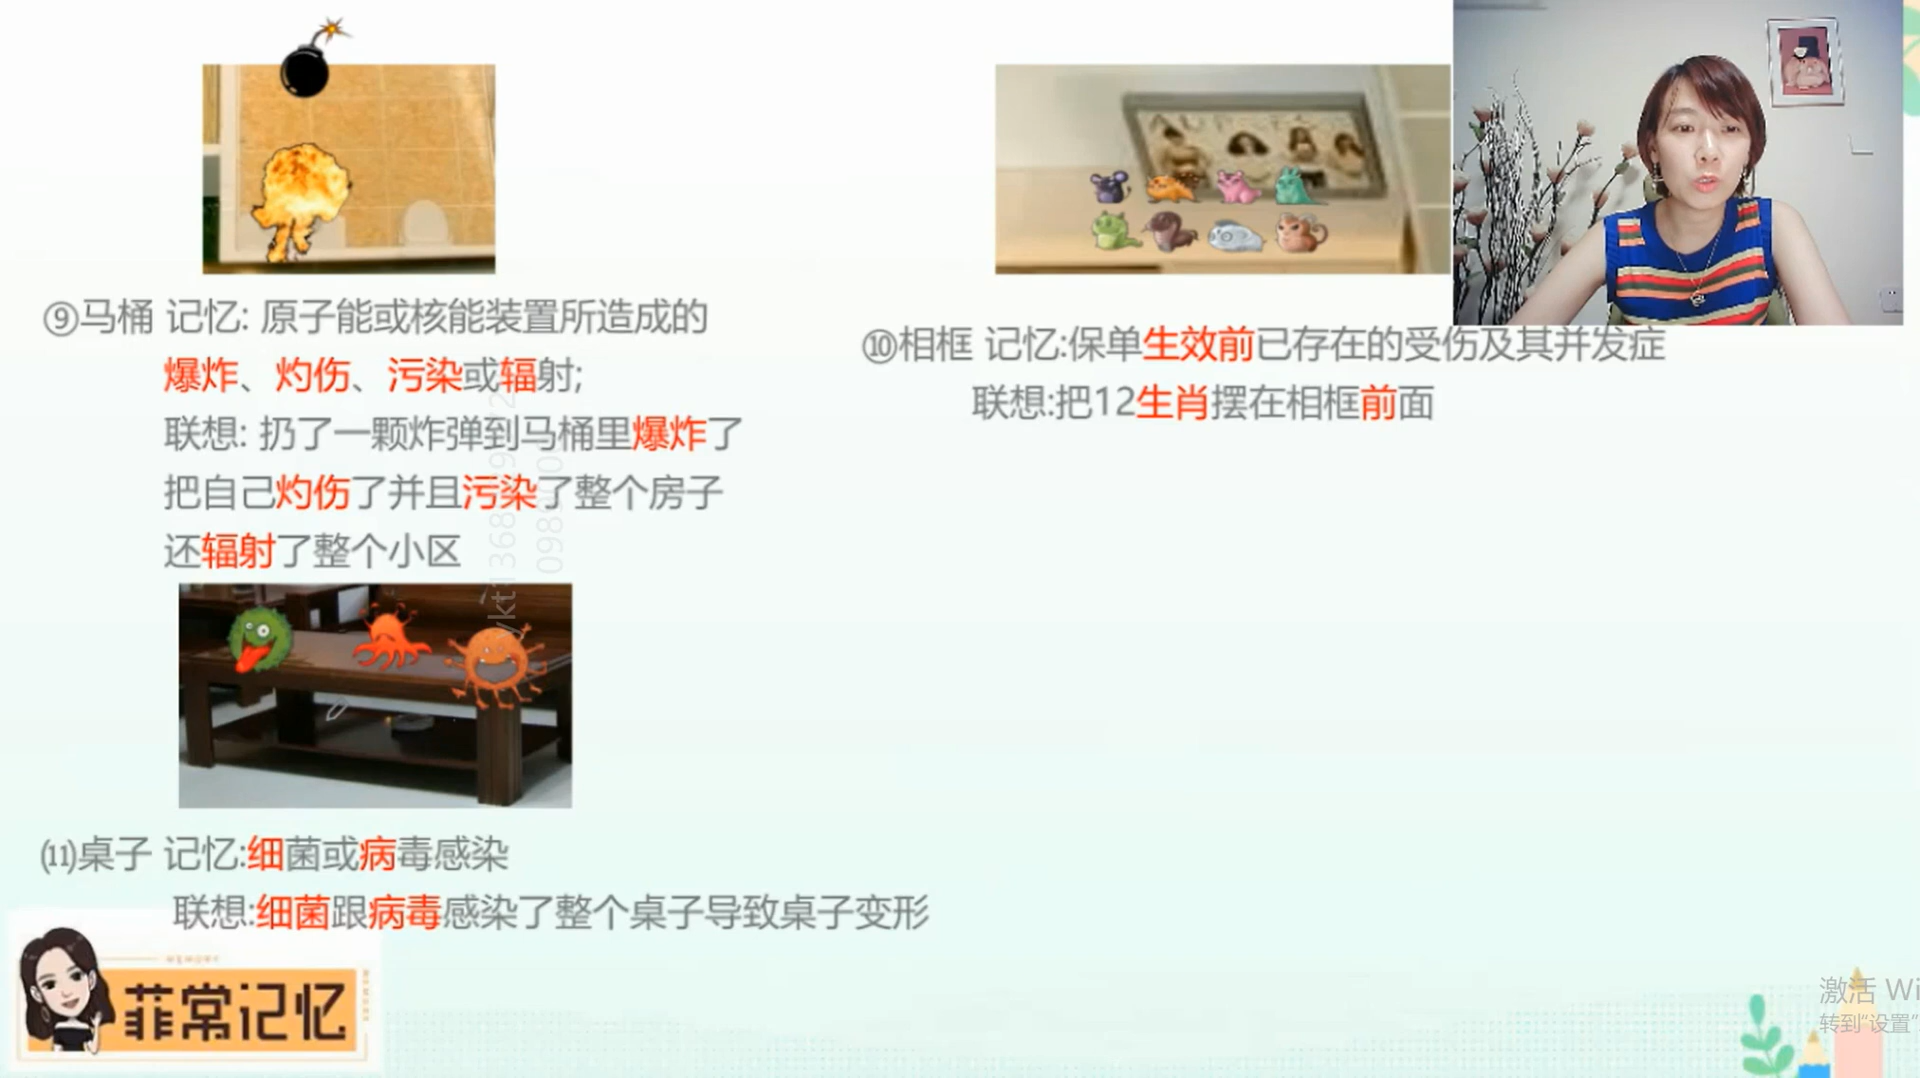 ⑨马桶 记忆: 原子能或核能装置所造成的
爆炸、灼伤、污染或辐射;
联想: 扔了一颗炸弹到马桶里爆炸了
把自己灼伤了并且污染了整个房子
还辐射了整个小区
⑩相框 记忆:保单生效前已存在的受伤及其并发症
联想:把12生肖摆在相框前面
⑾桌子 记忆:细菌或病毒感染
联想:细菌跟病毒感染了整个桌子导致桌子变形
菲常记忆
激活 Wi
转到"设置"